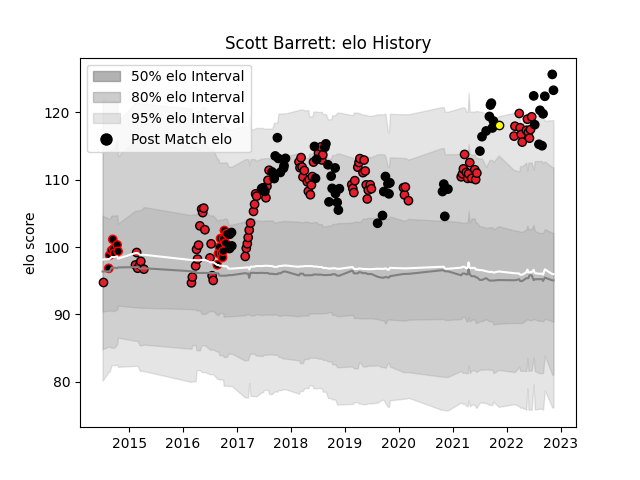 Scott Barrett: elo History
50% elo Interval
80% elo Interval
95% elo Interval
Post Match elo
elo score
120
110
100
90
80
2015 2016 2017 2018 2019 2020 2021 2022 2023